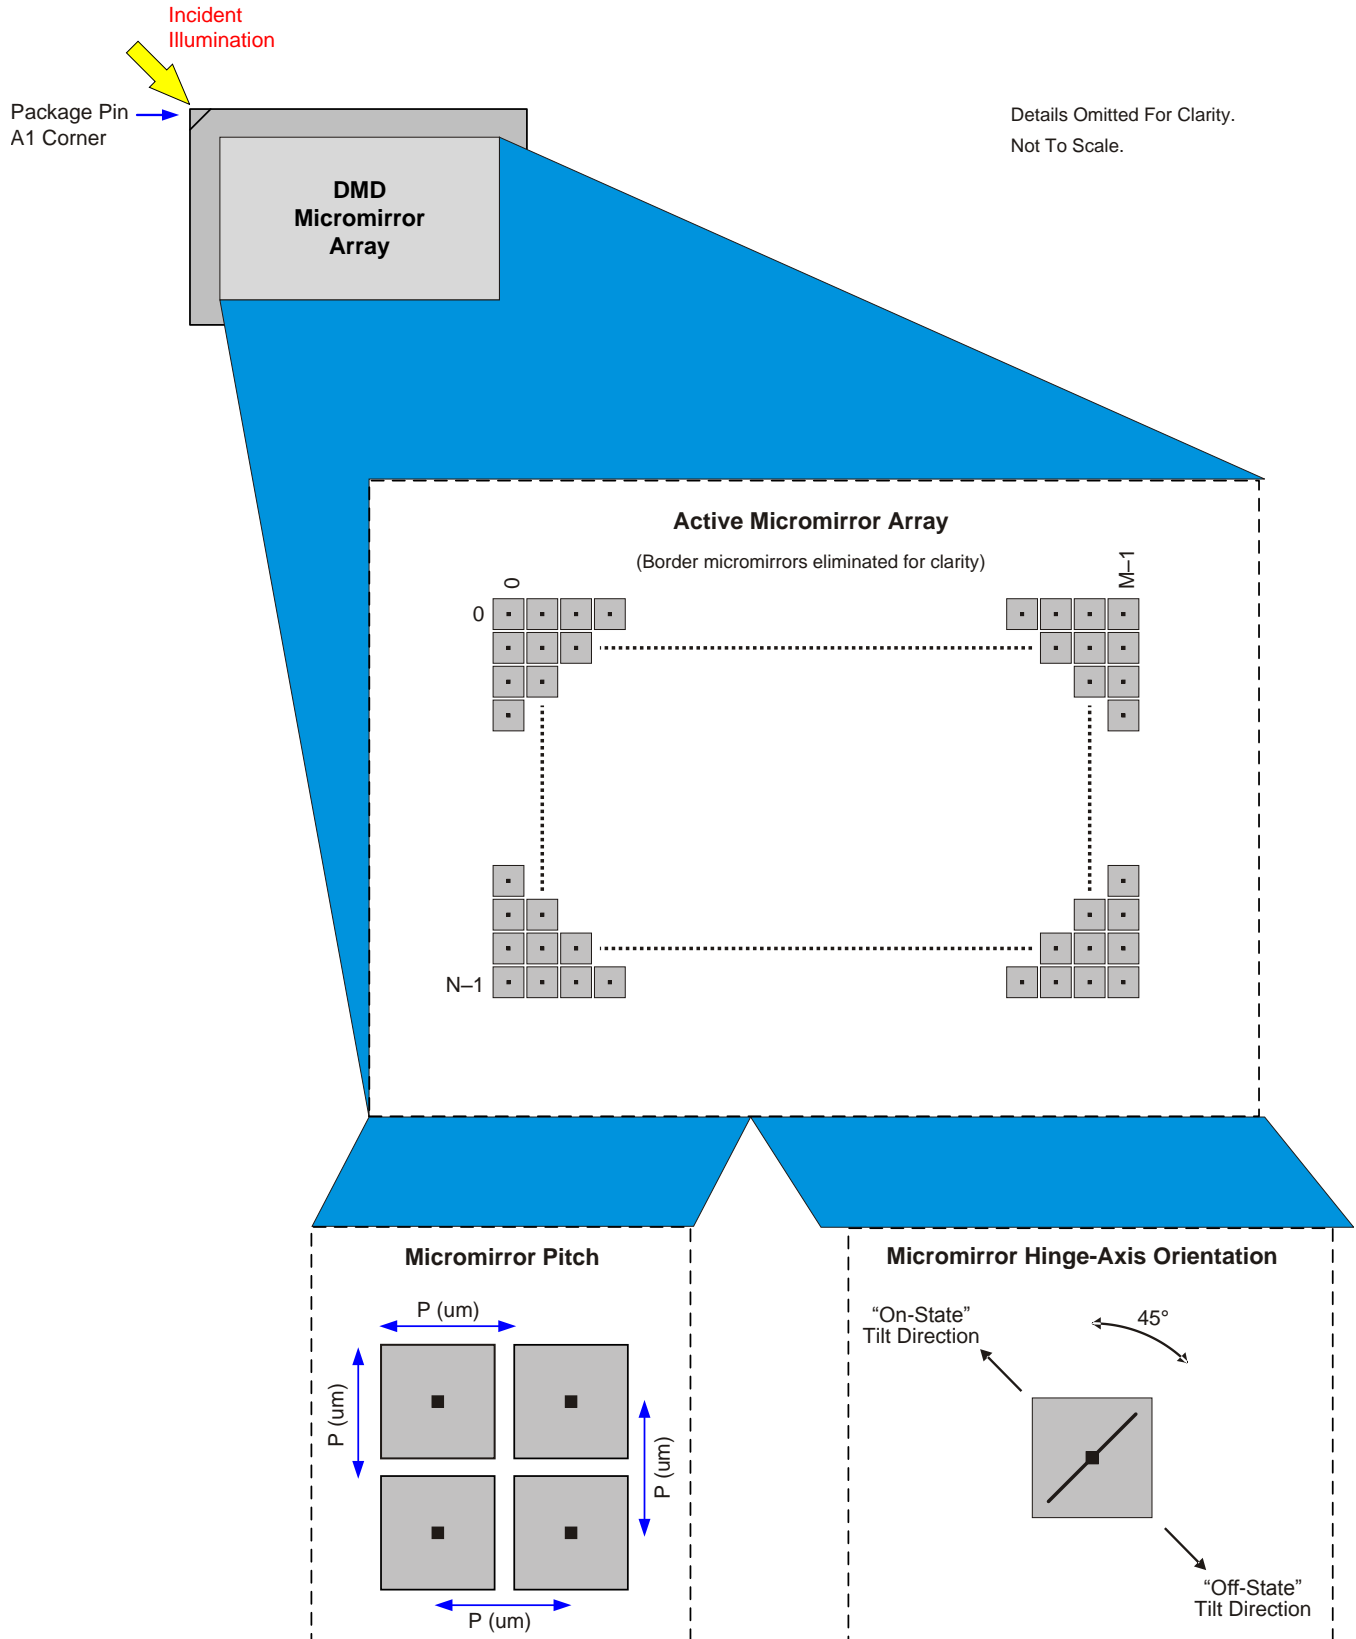 Incident
Illumination
Package Pin
A1 Corner
Details Omitted For Clarity.
Not To Scale.
DMD
Micromirror
Array
Active Micromirror Array
(Border micromirrors eliminated for clarity)
0
M–1
0
N–1
Micromirror Pitch
P (um)
P (um)
P (um)
P (um)
Micromirror Hinge-Axis Orientation
“On-State”
Tilt Direction
45°
“Off-State”
Tilt Direction